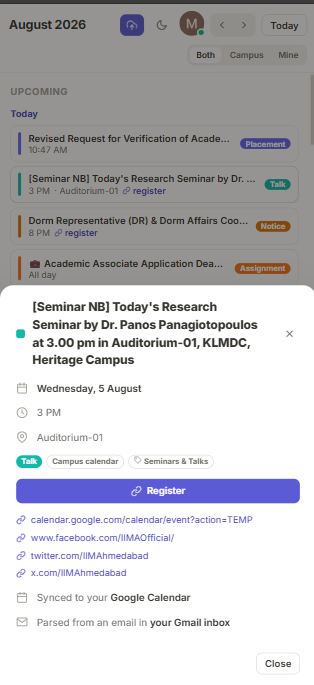 August 2026
M
Today
Both Campus Mine
UPCOMING
Today
Revised Request for Verification of Acade...
Placement
10:47 AM
[Seminar NB] Today's Research Seminar by Dr. ...
Talk
3 PM · Auditorium-01 register
Dorm Representative (DR) & Dorm Affairs Coo...
Notice
8 PM register
Academic Associate Application Dea...
Assignment
All day
[Seminar NB] Today's Research
Seminar by Dr. Panos Panagiotopoulos
at 3.00 pm in Auditorium-01, KLMDC,
Heritage Campus
Wednesday, 5 August
3 PM
Auditorium-01
Talk Campus calendar Seminars & Talks
Register
calendar.google.com/calendar/event?action=TEMP
www.facebook.com/IIMAOfficial/
twitter.com/IIMAhmedabad
x.com/IIMAhmedabad
Synced to your Google Calendar
Parsed from an email in your Gmail inbox
Close